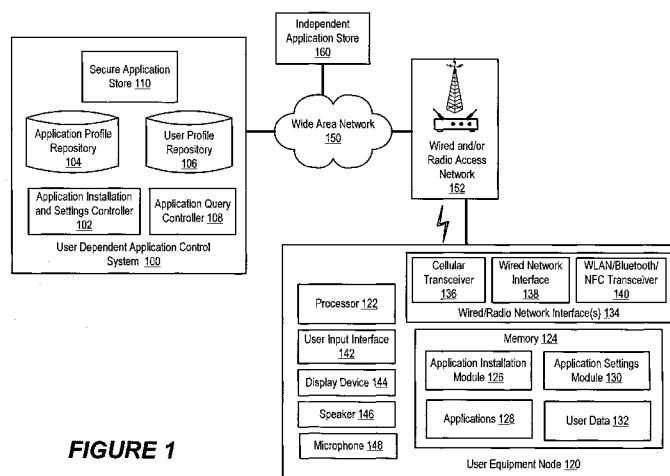 Independent
Application Store
160
Secure Application
Store 110
Application Profile
Repository
104
User Profile
Repository
106
Application Installation
and Settings Controller
102
Application Query
Controller 108
User Dependent Application Control
System 100
Wide Area Network
150
Wired and/or
Radio Access
Network
152
Cellular
Transceiver
136
Wired Network
Interface
138
WLAN/Bluetooth/
NFC Transceiver
140
Wired/Radio Network Interface(s) 134
Processor 122
User Input Interface
142
Display Device 144
Speaker 146
Microphone 148
Memory 124
Application Installation
Module 126
Application Settings
Module 130
Applications 128
User Data 132
User Equipment Node 120
FIGURE 1